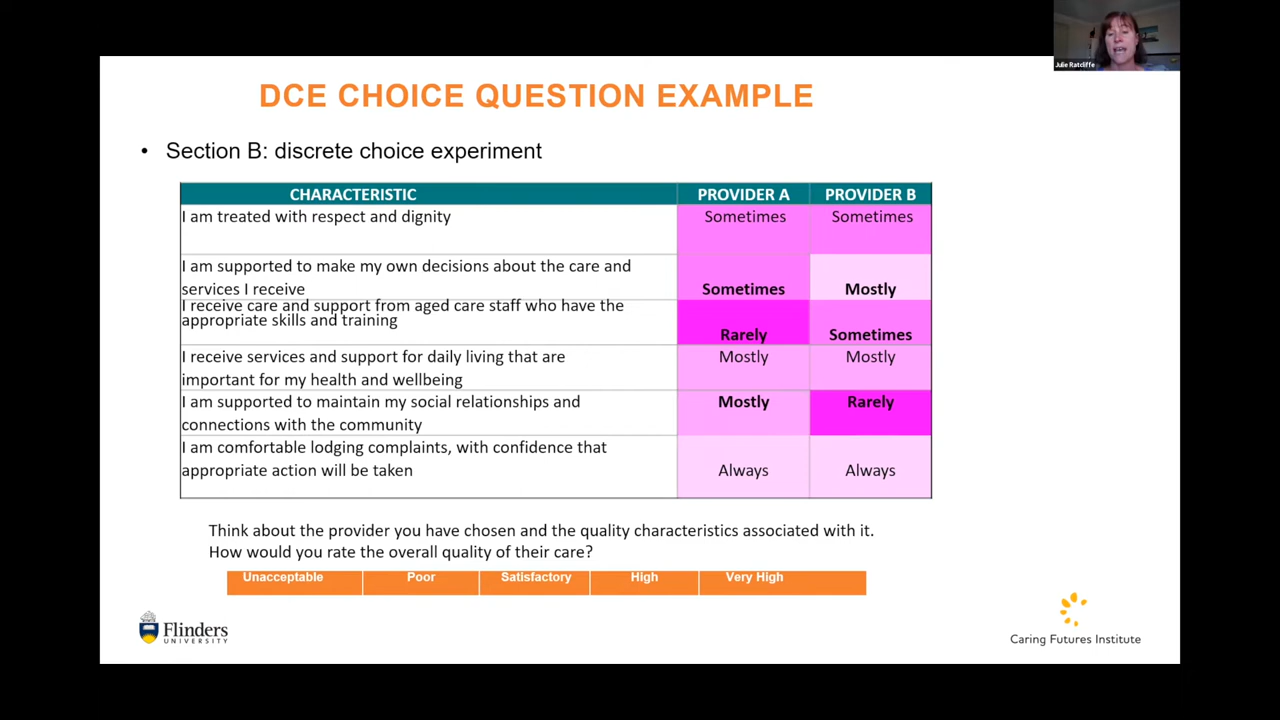 Julie Ratcliffe
DCE CHOICE QUESTION EXAMPLE
• Section B: discrete choice experiment
CHARACTERISTIC PROVIDER A PROVIDER B
I am treated with respect and dignity Sometimes Sometimes
I am supported to make my own decisions about the care and
services I receive Sometimes Mostly
I receive care and support from aged care staff who have the
appropriate skills and training Rarely Sometimes
I receive services and support for daily living that are Mostly Mostly
important for my health and wellbeing
I am supported to maintain my social relationships and Mostly Rarely
connections with the community
I am comfortable lodging complaints, with confidence that
appropriate action will be taken Always Always
Think about the provider you have chosen and the quality characteristics associated with it.
How would you rate the overall quality of their care?
Unacceptable Poor Satisfactory High Very High
Flinders
UNIVERSITY
Caring Futures Institute